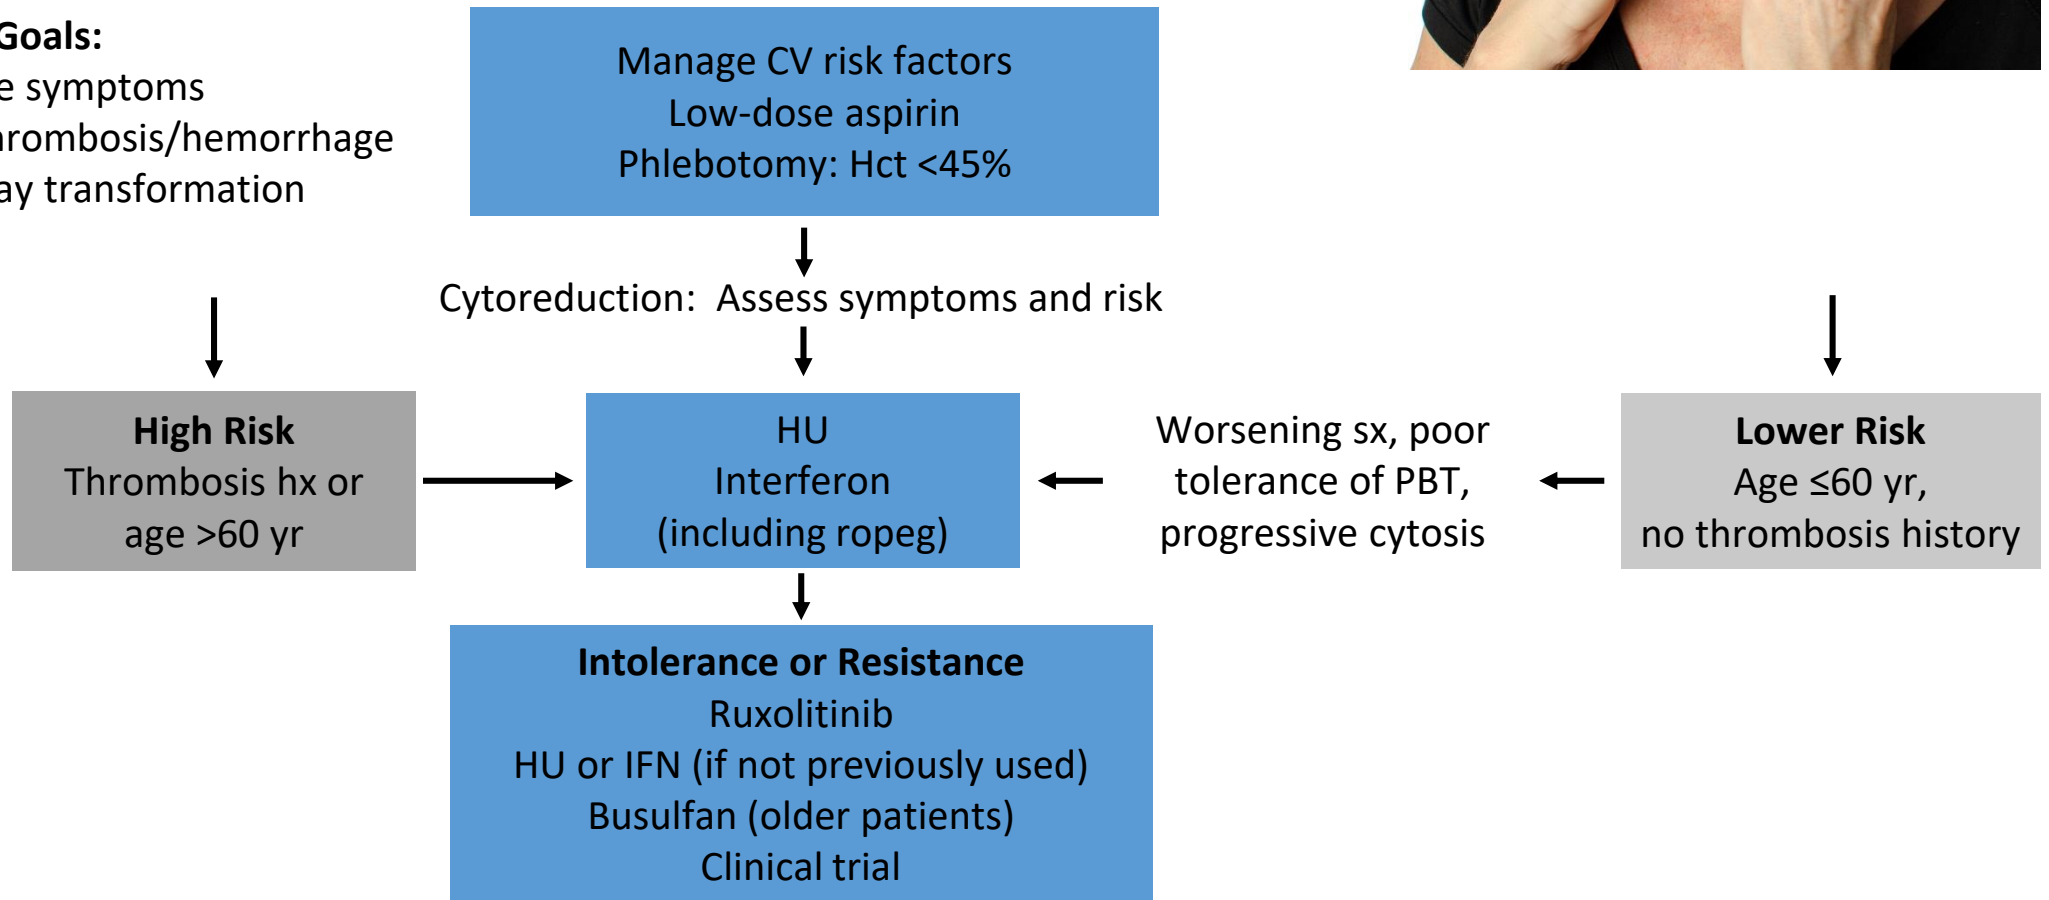 Goals:
symptoms
thrombosis/hemorrhage
transformation
Manage CV risk factors
Low-dose aspirin
Phlebotomy: Hct <45%
Cytoreduction: Assess symptoms and risk
High Risk
Thrombosis hx or
age >60 yr
HU
Interferon
(including ropeg)
Worsening sx, poor
tolerance of PBT,
progressive cytosis
Lower Risk
Age ≤60 yr,
no thrombosis history
Intolerance or Resistance
Ruxolitinib
HU or IFN (if not previously used)
Busulfan (older patients)
Clinical trial